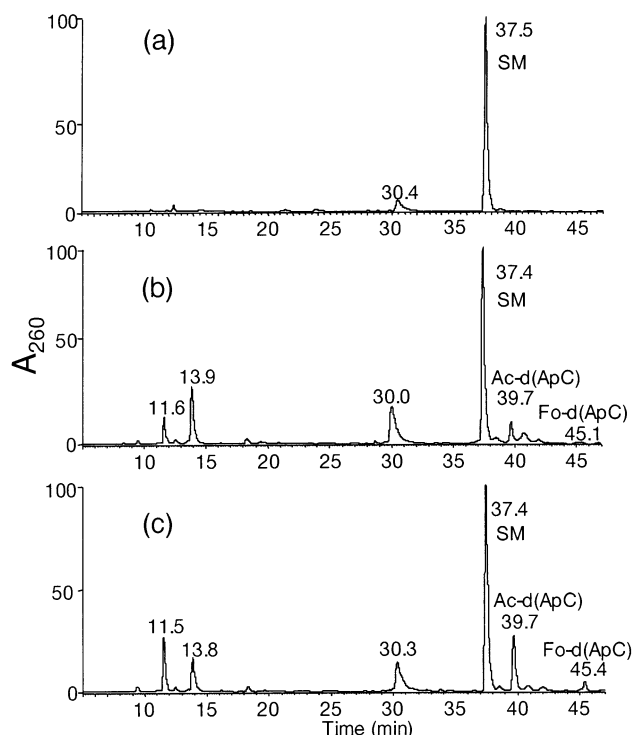 100
(a)
37.5
SM
50
30.4
0
10 15 20 25 30 35 40 45
100
(b)
37.4
SM
A260
50
13.9
11.6
30.0
Ac-d(ApC)
39.7
Fo-d(ApC)
45.1
0
10 15 20 25 30 35 40 45
100
(c)
37.4
SM
50
Ac-d(ApC)
39.7
11.5
13.8
30.3
Fo-d(ApC)
45.4
0
10 15 20 25 30 35 40 45
Time (min)